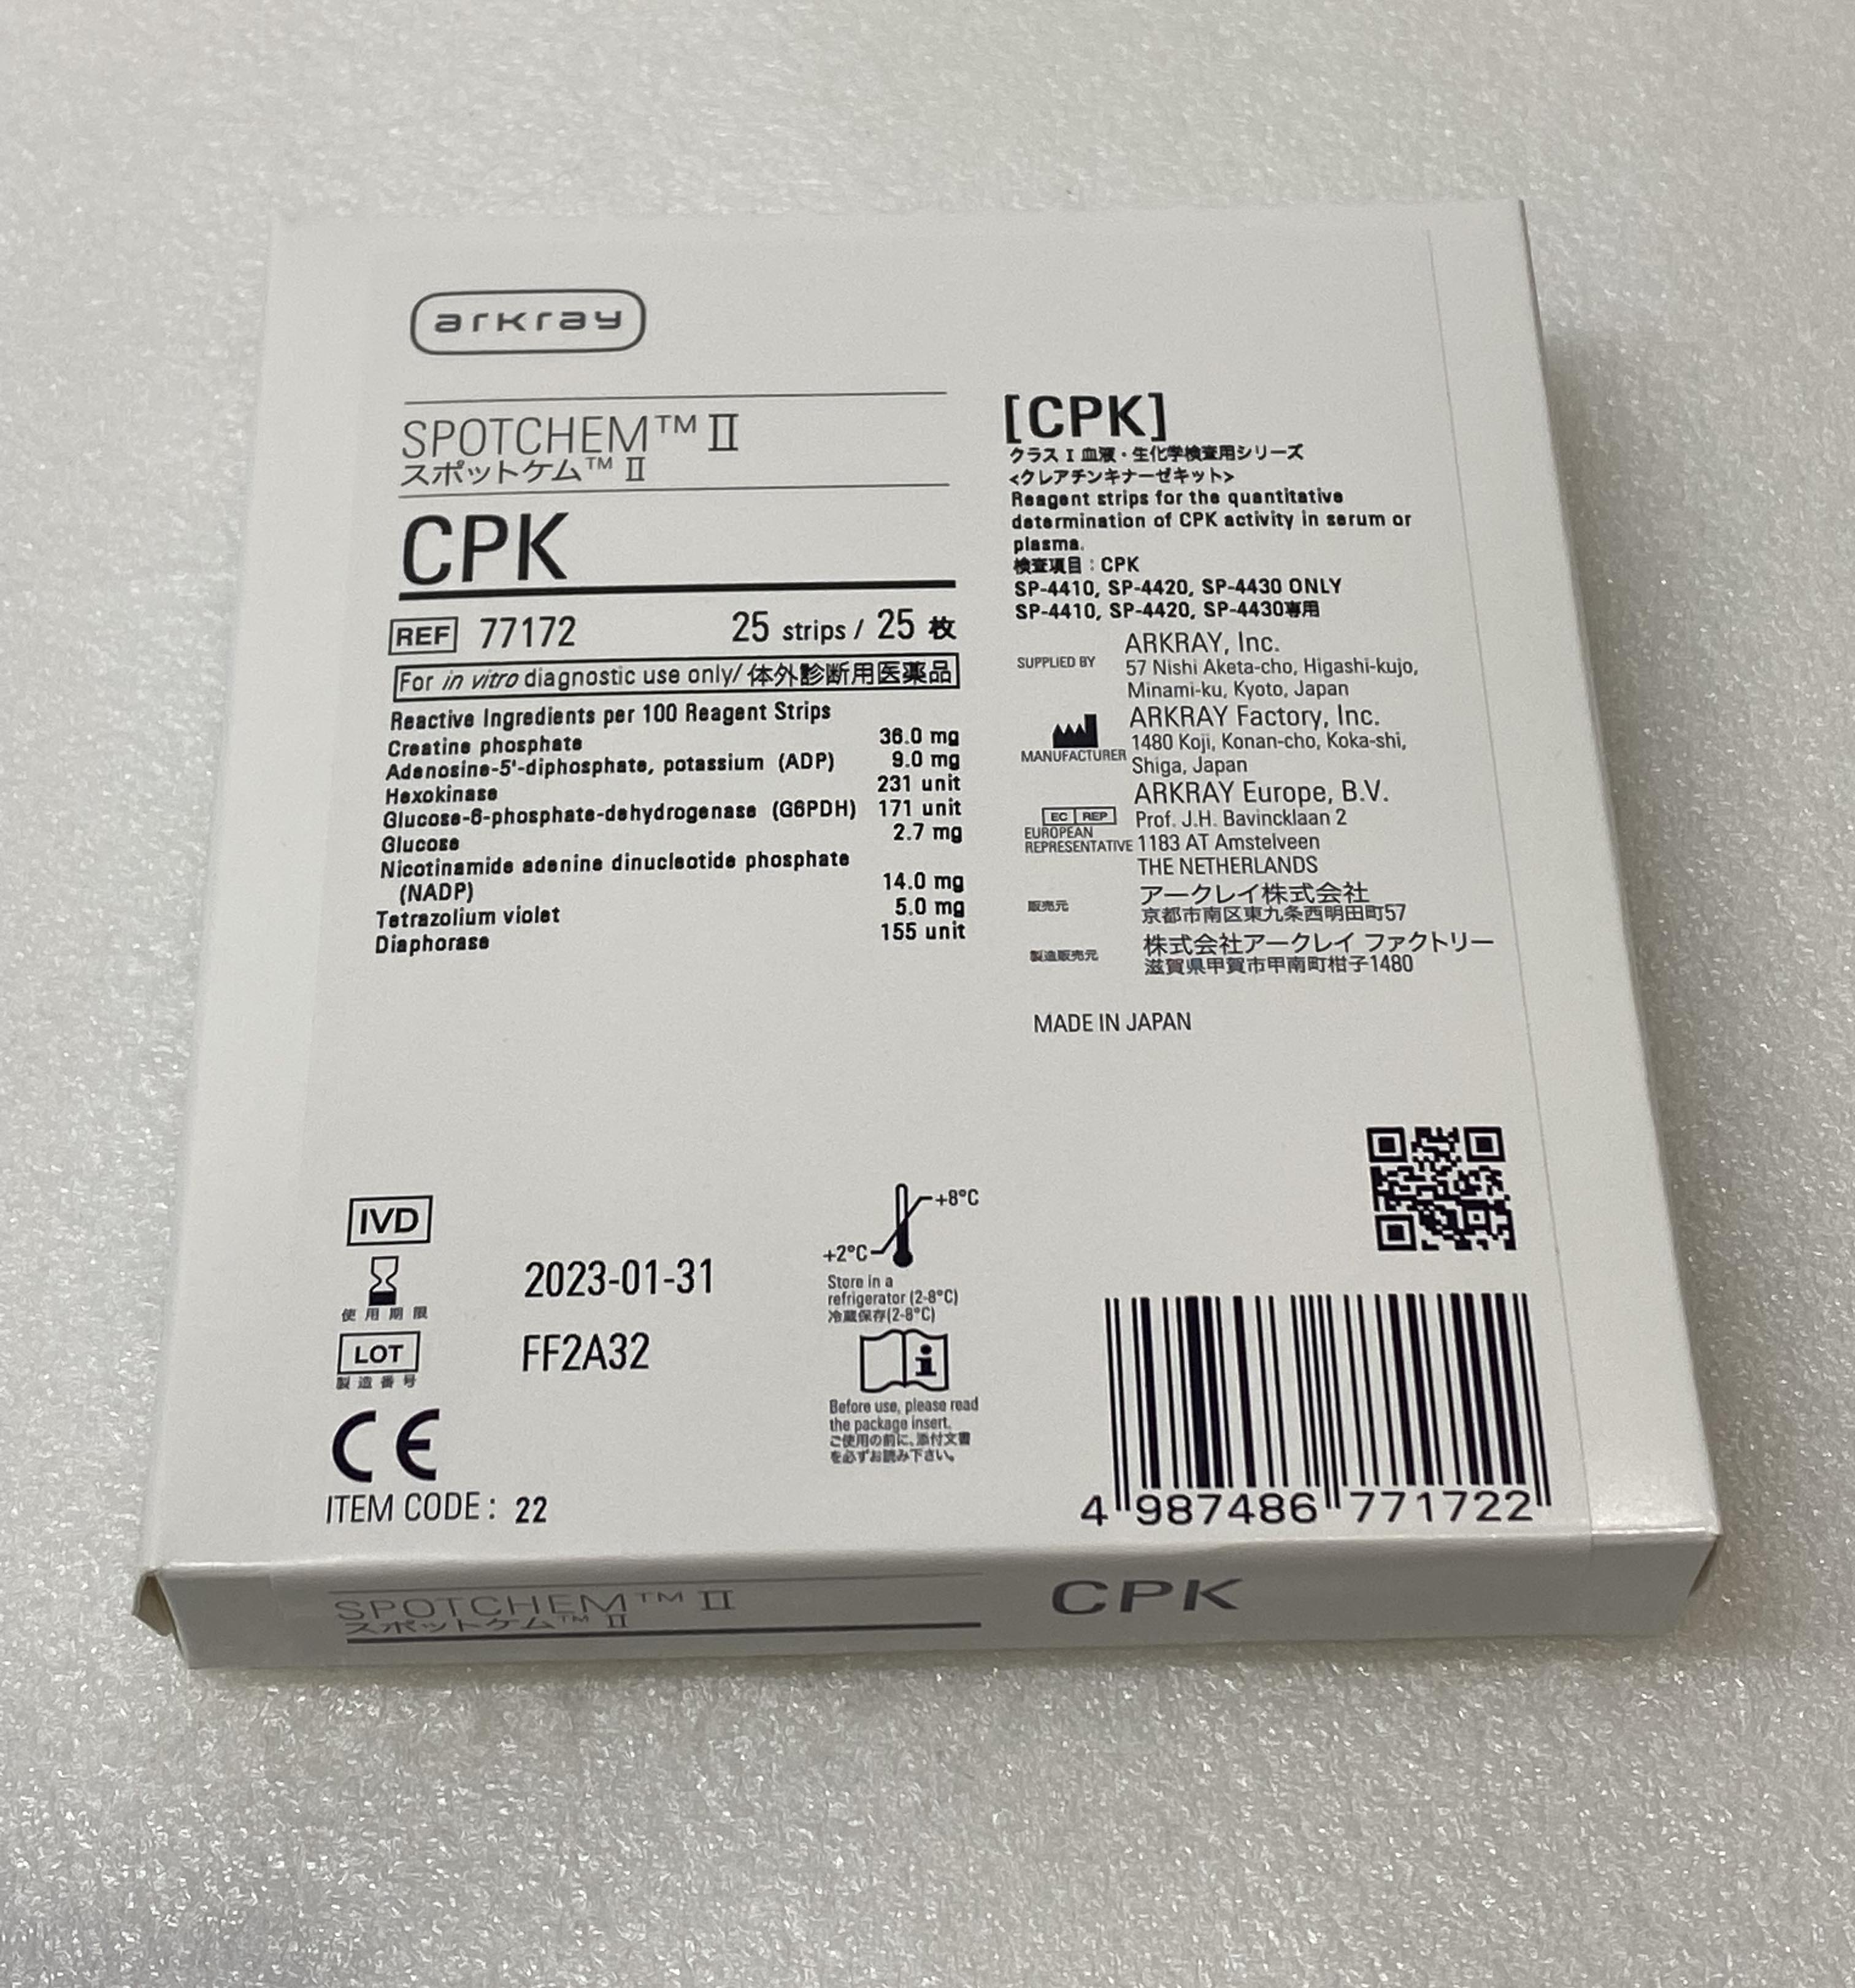 arkray
SPOTCHEM™ II
スポットケム™ II
CPK
REF 77172 25 strips / 25 枚
For in vitro diagnostic use only/ 体外診断用医薬品
Reactive Ingredients per 100 Reagent Strips
Creatine phosphate 36.0 mg
Adenosine-5'-diphosphate, potassium (ADP) 9.0 mg
Hexokinase 231 unit
Glucose-6-phosphate-dehydrogenase (G6PDH) 171 unit
Glucose 2.7 mg
Nicotinamide adenine dinucleotide phosphate
(NADP) 14.0 mg
Tetrazolium violet 5.0 mg
Diaphorase 155 unit
[CPK]
クラス I 血液・生化学検査用シリーズ
<クレアチンキナーゼキット>
Reagent strips for the quantitative
determination of CPK activity in serum or
plasma.
検査項目：CPK
SP-4410, SP-4420, SP-4430 ONLY
SP-4410, SP-4420, SP-4430専用
SUPPLIED BY ARKRAY, Inc.
57 Nishi Aketa-cho, Higashi-kujo,
Minami-ku, Kyoto, Japan
MANUFACTURER ARKRAY Factory, Inc.
1480 Koji, Konan-cho, Koka-shi,
Shiga, Japan
EC REP
EUROPEAN
REPRESENTATIVE
ARKRAY Europe, B.V.
Prof. J.H. Bavincklaan 2
1183 AT Amstelveen
THE NETHERLANDS
販売元 アークレイ株式会社
京都市南区東九条西明田町57
製造販売元 株式会社アークレイ ファクトリー
滋賀県甲賀市甲南町柑子1480
MADE IN JAPAN
IVD
使用期限 2023-01-31
LOT FF2A32
製造番号
CE
ITEM CODE: 22
+8°C
+2°C
Store in a
refrigerator (2-8°C)
冷蔵保存(2-8°C)
i
Before use, please read
the package insert.
ご使用の前に、添付文書
を必ずお読み下さい。
4 987486 771722
SPOTCHEM™ II
スポットケム™ II
CPK